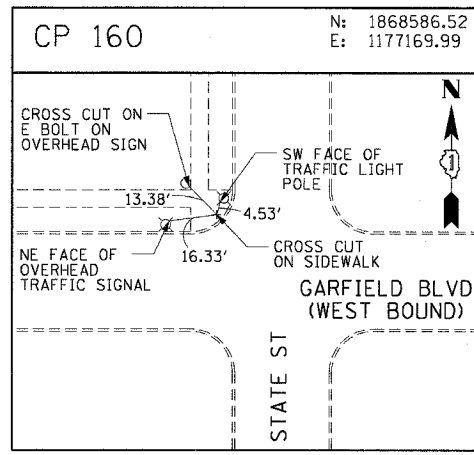 CP 160
N: 1868586.52
E: 1177169.99
N
1
CROSS CUT ON
E BOLT ON
OVERHEAD SIGN
SW FACE OF
TRAFFIC LIGHT
POLE
13.38'
4.53'
16.33'
NE FACE OF
OVERHEAD
TRAFFIC SIGNAL
CROSS CUT
ON SIDEWALK
GARFIELD BLVD
(WEST BOUND)
STATE ST